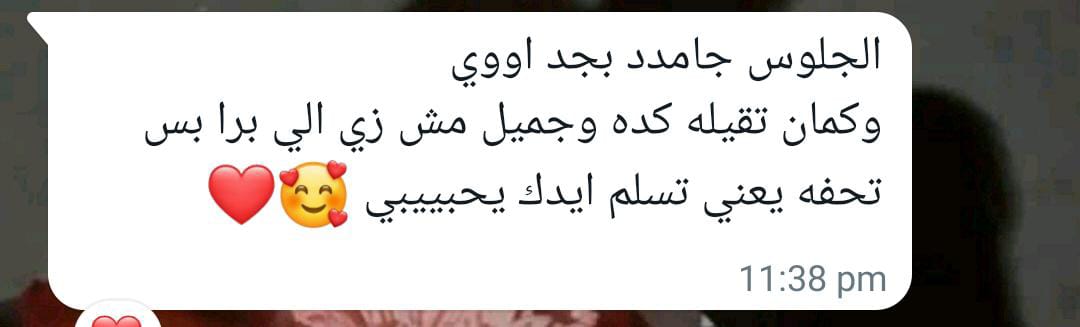 الجلوس جامدد بجد اووي
وكمان تقيله كده وجميل مش زي الي برا بس
تحفه يعني تسلم ايدك يحبيييبي 🥰❤️
11:38 pm